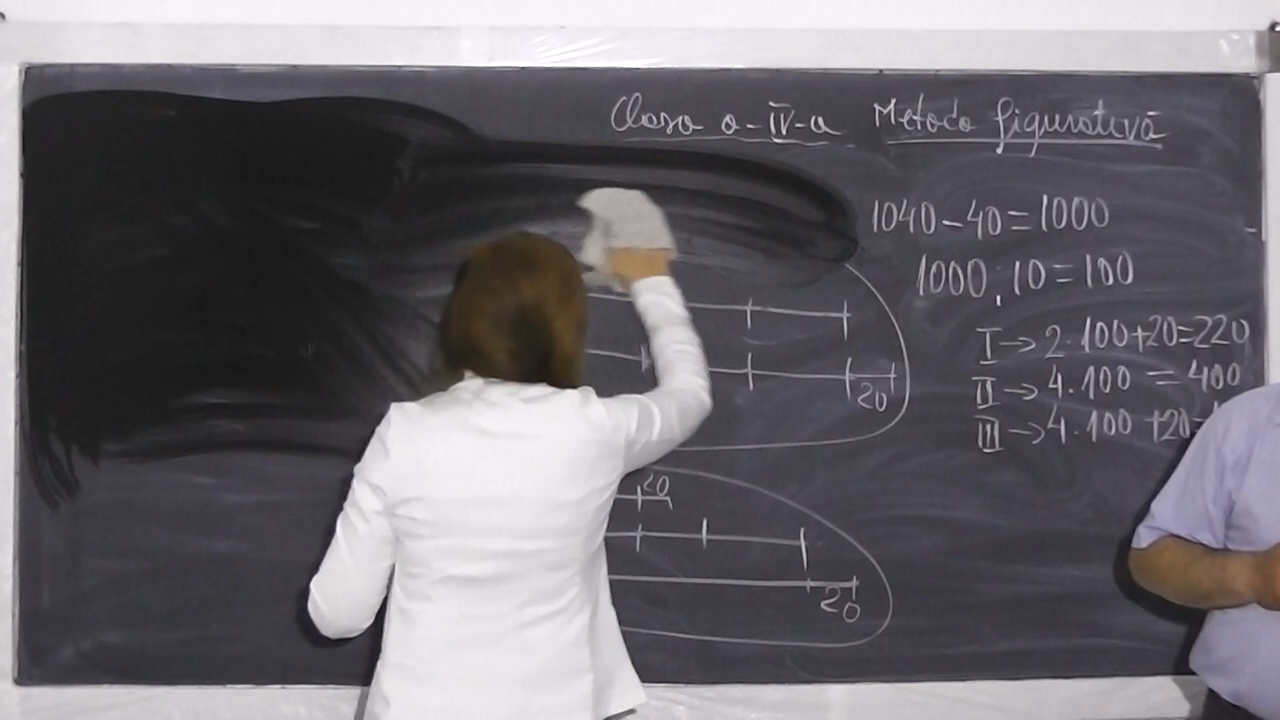 Clasa a-IV-a Metoda figurativă
1040-40=1000
1000:10=100
I→2.100+20=220
II→4.100 =400
III→4.100 +20=
20
20
20